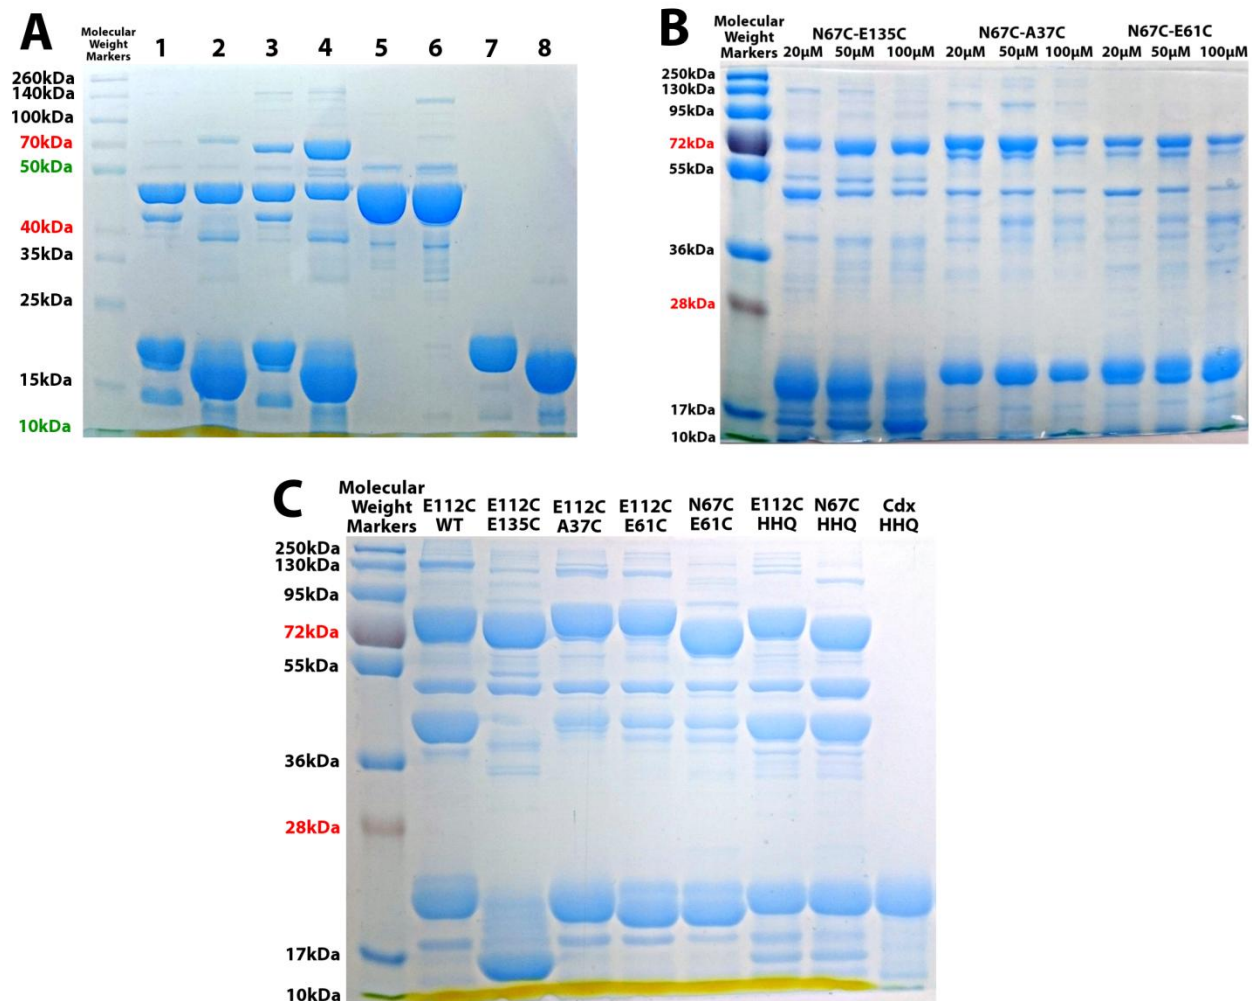 A
Molecular
Weight
Markers
1 2 3 4 5 6 7 8
260kDa
140kDa
100kDa
70kDa
50kDa
40kDa
35kDa
25kDa
15kDa
10kDa
B
Molecular
Weight
Markers
N67C-E135C N67C-A37C N67C-E61C
20µM 50µM 100µM 20µM 50µM 100µM 20µM 50µM 100µM
250kDa
130kDa
95kDa
72kDa
55kDa
36kDa
28kDa
17kDa
10kDa
C
Molecular
Weight
Markers
E112C E112C E112C E112C N67C E112C N67C Cdx
WT E135C A37C E61C E61C HHQ HHQ HHQ
250kDa
130kDa
95kDa
72kDa
55kDa
36kDa
28kDa
17kDa
10kDa